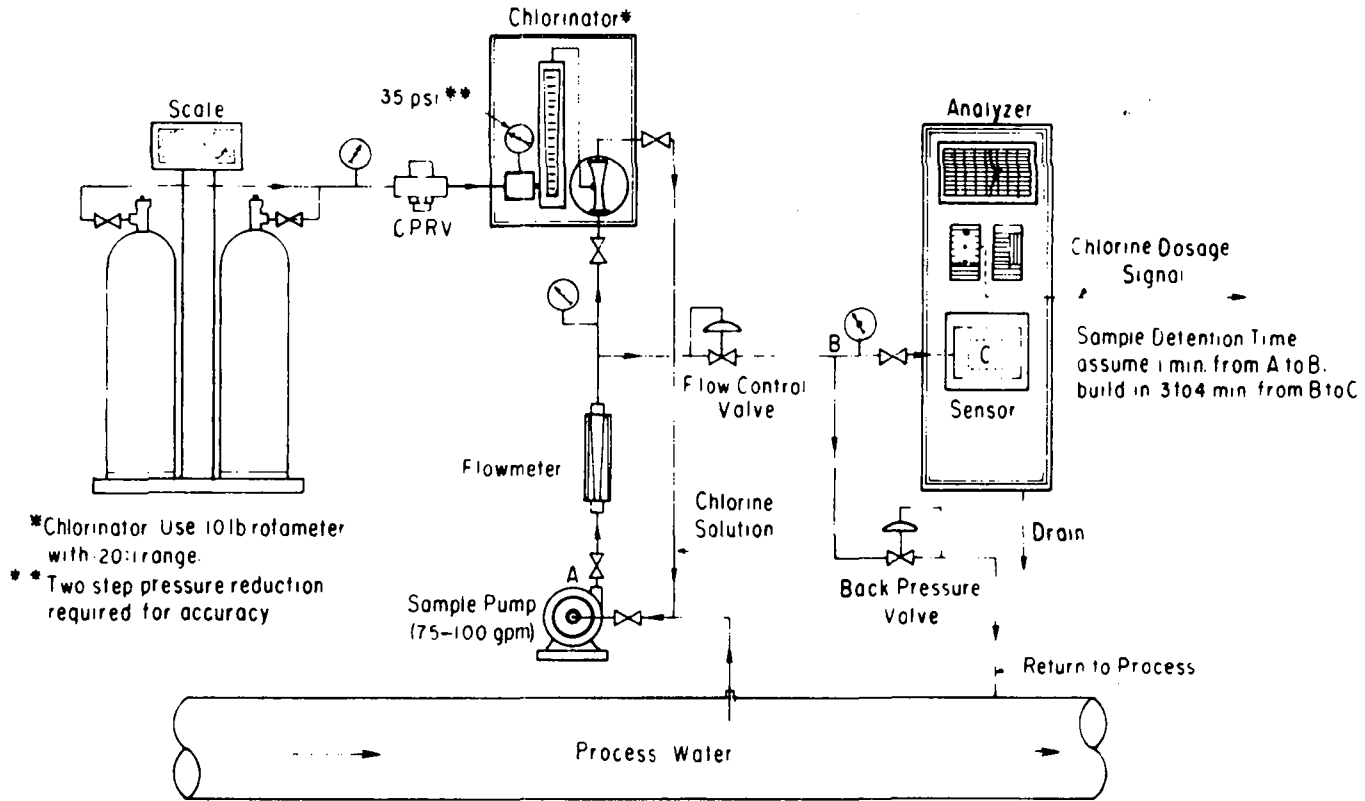 Chlorinator*
35 psi **
Scale
Analyzer
CPRV
Chlorine Dosage
Signal
B
C
Flow Control
Valve
Sensor
Sample Detention Time
assume 1 min. from A to B.
build in 3 to 4 min from B to C
Flowmeter
Chlorine
Solution
Drain
*Chlorinator Use 10 lb rotameter
with 20:1 range.
** Two step pressure reduction
required for accuracy
A
Sample Pump
(75-100 gpm)
Back Pressure
Valve
Return to Process
Process Water